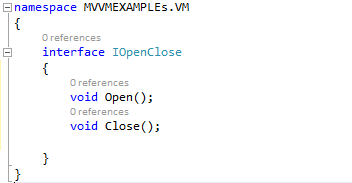 namespace MVVMEXAMPLEs.VM
{
0 references
interface IOpenClose
{
0 references
void Open();
0 references
void Close();
}
}